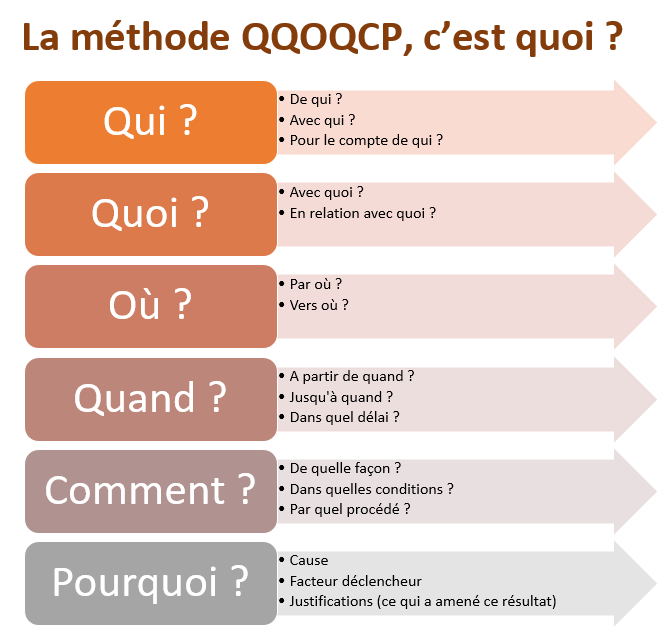 La méthode QQOQCP, c’est quoi ?
Qui ?
• De qui ?
• Avec qui ?
• Pour le compte de qui ?
Quoi ?
• Avec quoi ?
• En relation avec quoi ?
Où ?
• Par où ?
• Vers où ?
Quand ?
• A partir de quand ?
• Jusqu'à quand ?
• Dans quel délai ?
Comment ?
• De quelle façon ?
• Dans quelles conditions ?
• Par quel procédé ?
Pourquoi ?
• Cause
• Facteur déclencheur
• Justifications (ce qui a amené ce résultat)